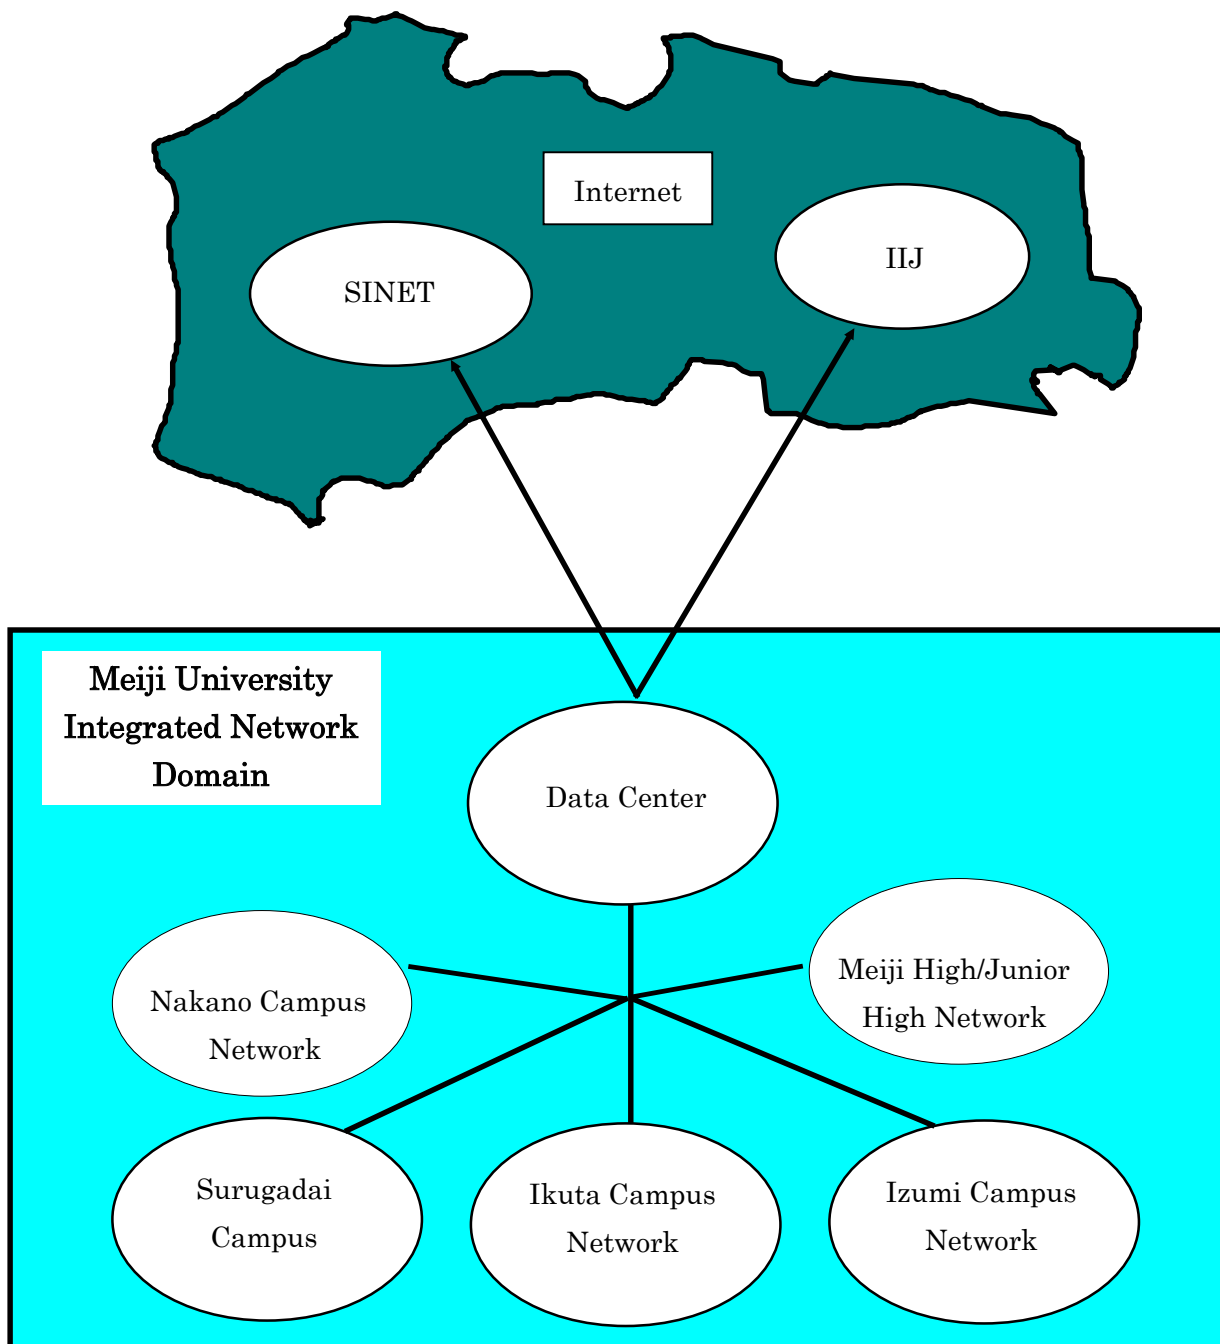 Internet
IIJ
SINET
Meiji University
Integrated Network
Domain
Data Center
Meiji High/Junior
High Network
Nakano Campus
Network
Surugadai
Campus
Ikuta Campus
Network
Izumi Campus
Network